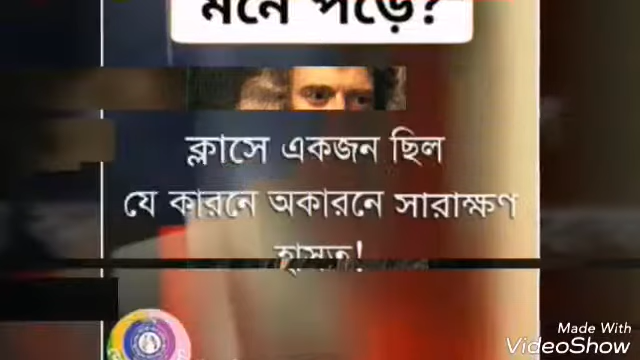 মনে পড়ে?
ক্লাসে একজন ছিল
যে কারনে অকারনে সারাক্ষণ
হাসত!
Made With
VideoShow